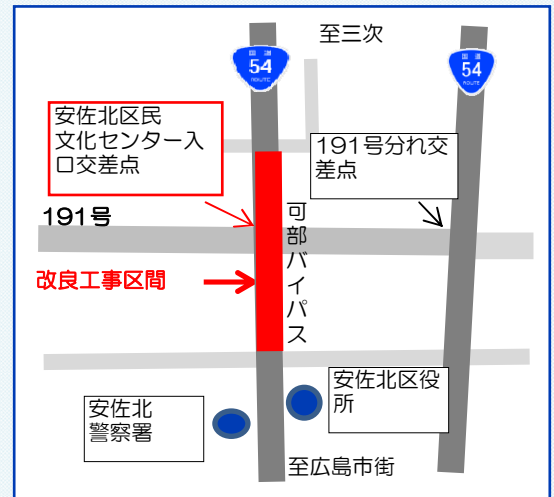 至三次
国道
54
ROUTE
国道
54
ROUTE
安佐北区民
文化センター入
口交差点
191号分れ交
差点
191号
可部バイパス
改良工事区間
安佐北区役
所
安佐北
警察署
至広島市街